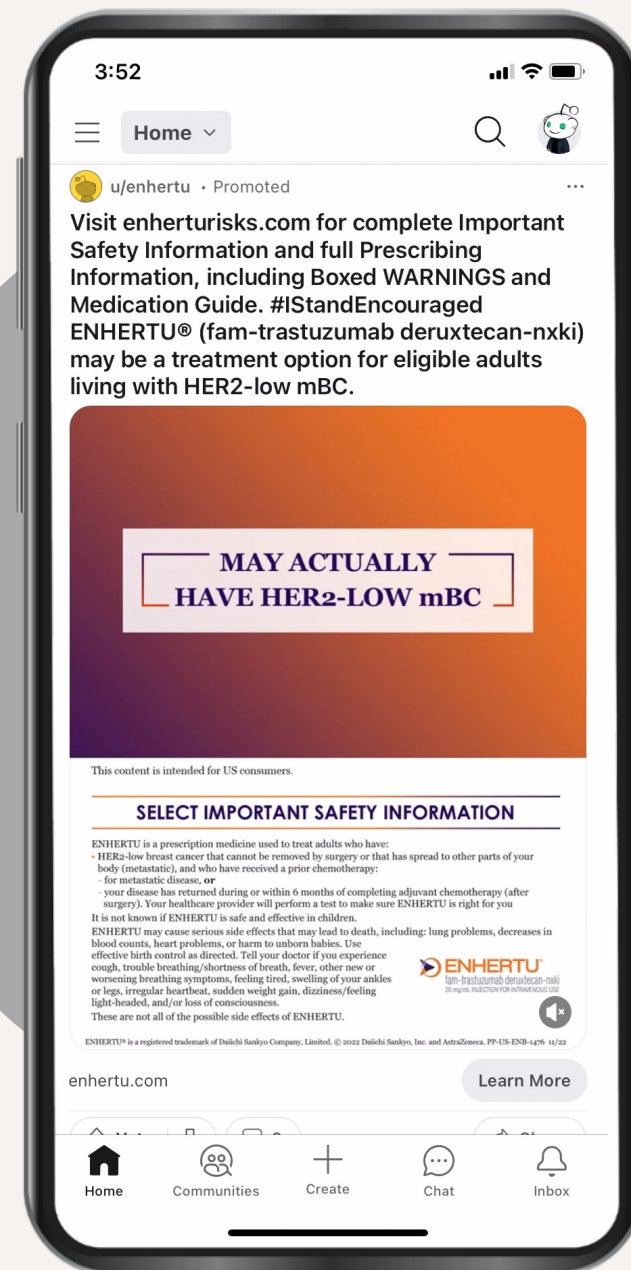 3:52
Home
u/enhertu • Promoted
Visit enherturisks.com for complete Important
Safety Information and full Prescribing
Information, including Boxed WARNINGS and
Medication Guide. #IStandEncouraged
ENHERTU® (fam-trastuzumab deruxtecan-nxki)
may be a treatment option for eligible adults
living with HER2-low mBC.
MAY ACTUALLY
HAVE HER2-LOW mBC
This content is intended for US consumers.
SELECT IMPORTANT SAFETY INFORMATION
ENHERTU is a prescription medicine used to treat adults who have:
• HER2-low breast cancer that cannot be removed by surgery or that has spread to other parts of your
body (metastatic), and who have received a prior chemotherapy:
- for metastatic disease, or
- your disease has returned during or within 6 months of completing adjuvant chemotherapy (after
surgery). Your healthcare provider will perform a test to make sure ENHERTU is right for you
It is not known if ENHERTU is safe and effective in children.
ENHERTU may cause serious side effects that may lead to death, including: lung problems, decreases in
blood counts, heart problems, or harm to unborn babies. Use
effective birth control as directed. Tell your doctor if you experience
cough, trouble breathing/shortness of breath, fever, other new or
worsening breathing symptoms, feeling tired, swelling of your ankles
or legs, irregular heartbeat, sudden weight gain, dizziness/feeling
light-headed, and/or loss of consciousness.
These are not all of the possible side effects of ENHERTU.
ENHERTU®
fam-trastuzumab deruxtecan-nxki
20 mg/mL INJECTION FOR INTRAVENOUS USE
ENHERTU® is a registered trademark of Daiichi Sankyo Company, Limited. © 2022 Daiichi Sankyo, Inc. and AstraZeneca. PP-US-ENB-1476 11/22
enhertu.com
Learn More
Home
Communities
Create
Chat
Inbox